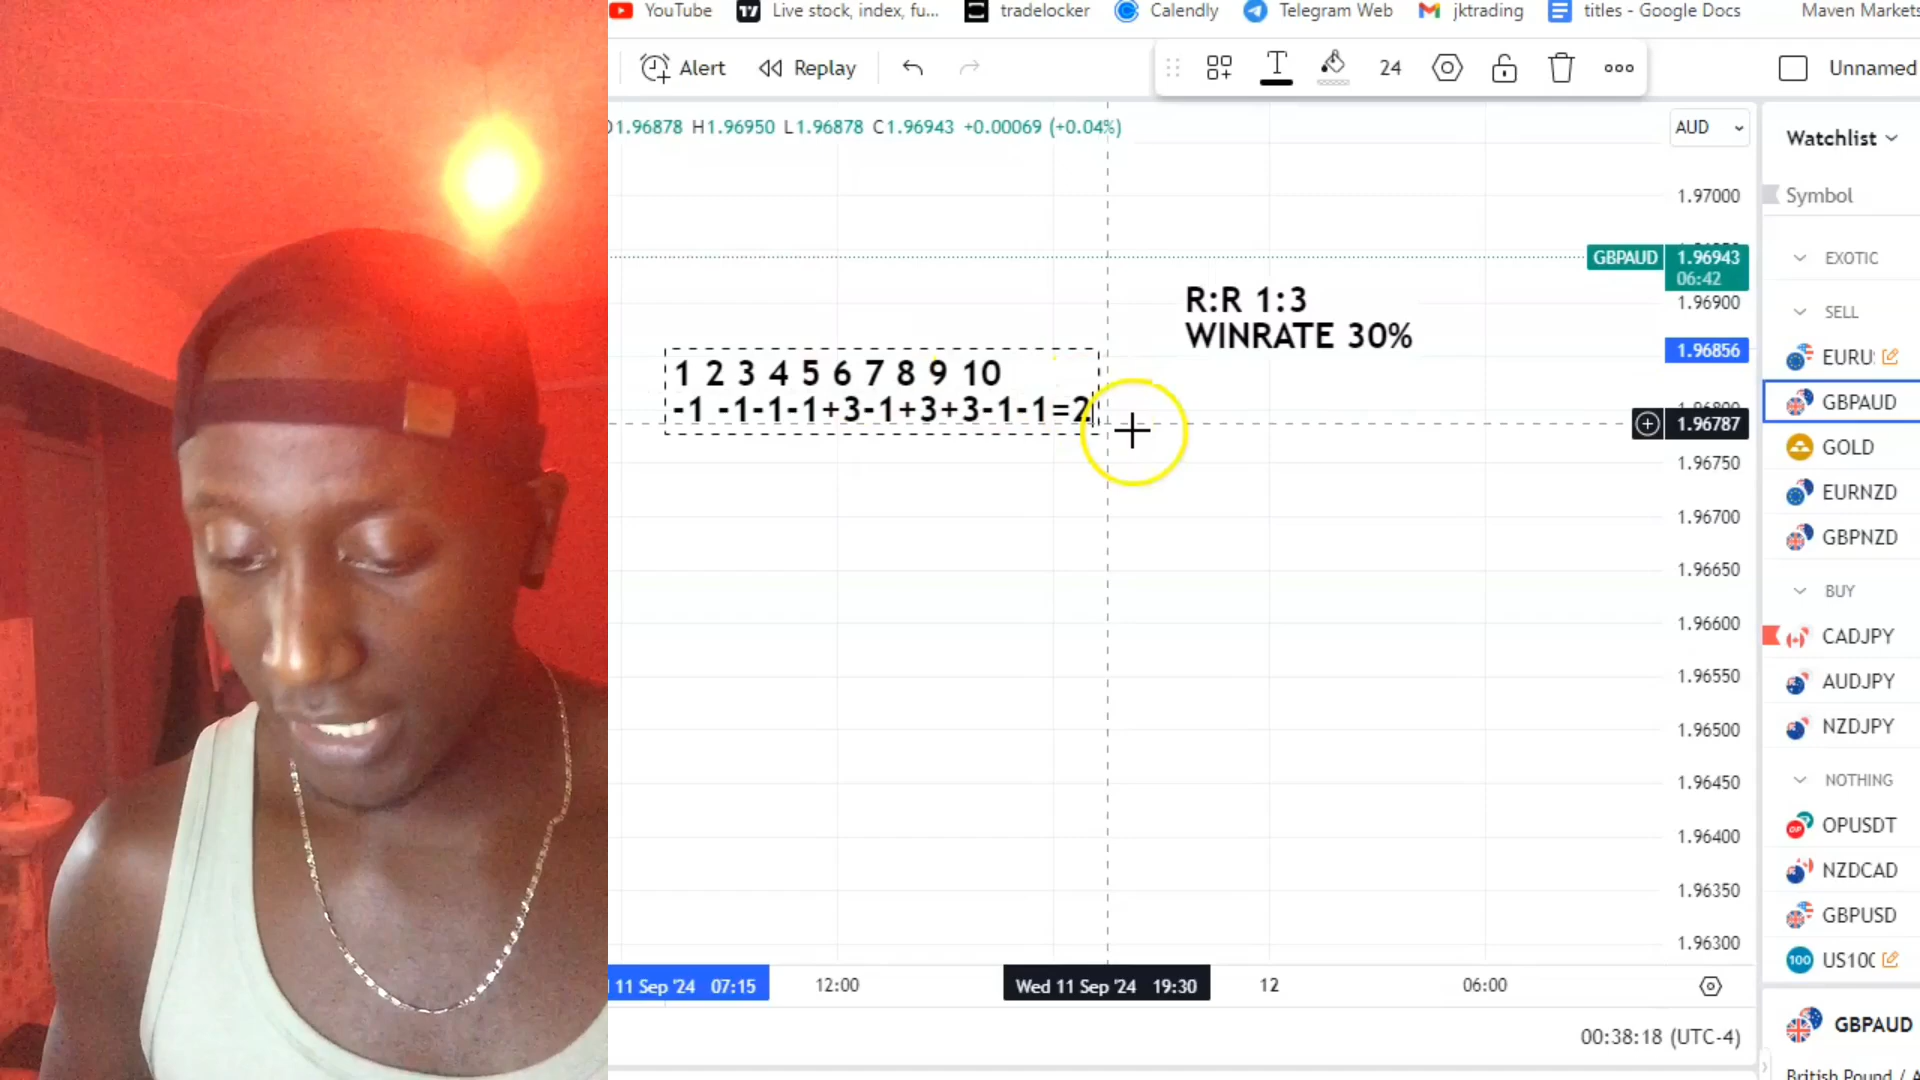 YouTube Live stock, index, fu... tradelocker Calendly Telegram Web jktrading titles - Google Docs Maven Markets
Alert Replay T 24 Unnamed
1.96878 H1.96950 L1.96878 C1.96943 +0.00069 (+0.04%)
AUD
Watchlist
1.97000
Symbol
GBPAUD 1.96943
06:42
EXOTIC
R:R 1:3
1.96900
SELL
WINRATE 30%
1.96856
EURU
1 2 3 4 5 6 7 8 9 10
-1 -1-1-1+3-1+3+3-1-1=2
GBPAUD
1.96787
GOLD
1.96750
EURNZD
1.96700
GBPNZD
1.96650
BUY
1.96600
CADJPY
1.96550
AUDJPY
1.96500
NZDJPY
1.96450
NOTHING
1.96400
OPUSDT
1.96350
NZDCAD
1.96300
GBPUSD
100 US100
11 Sep '24 07:15 12:00 Wed 11 Sep '24 19:30 12 06:00
GBPAUD
00:38:18 (UTC-4)
British Pound / A